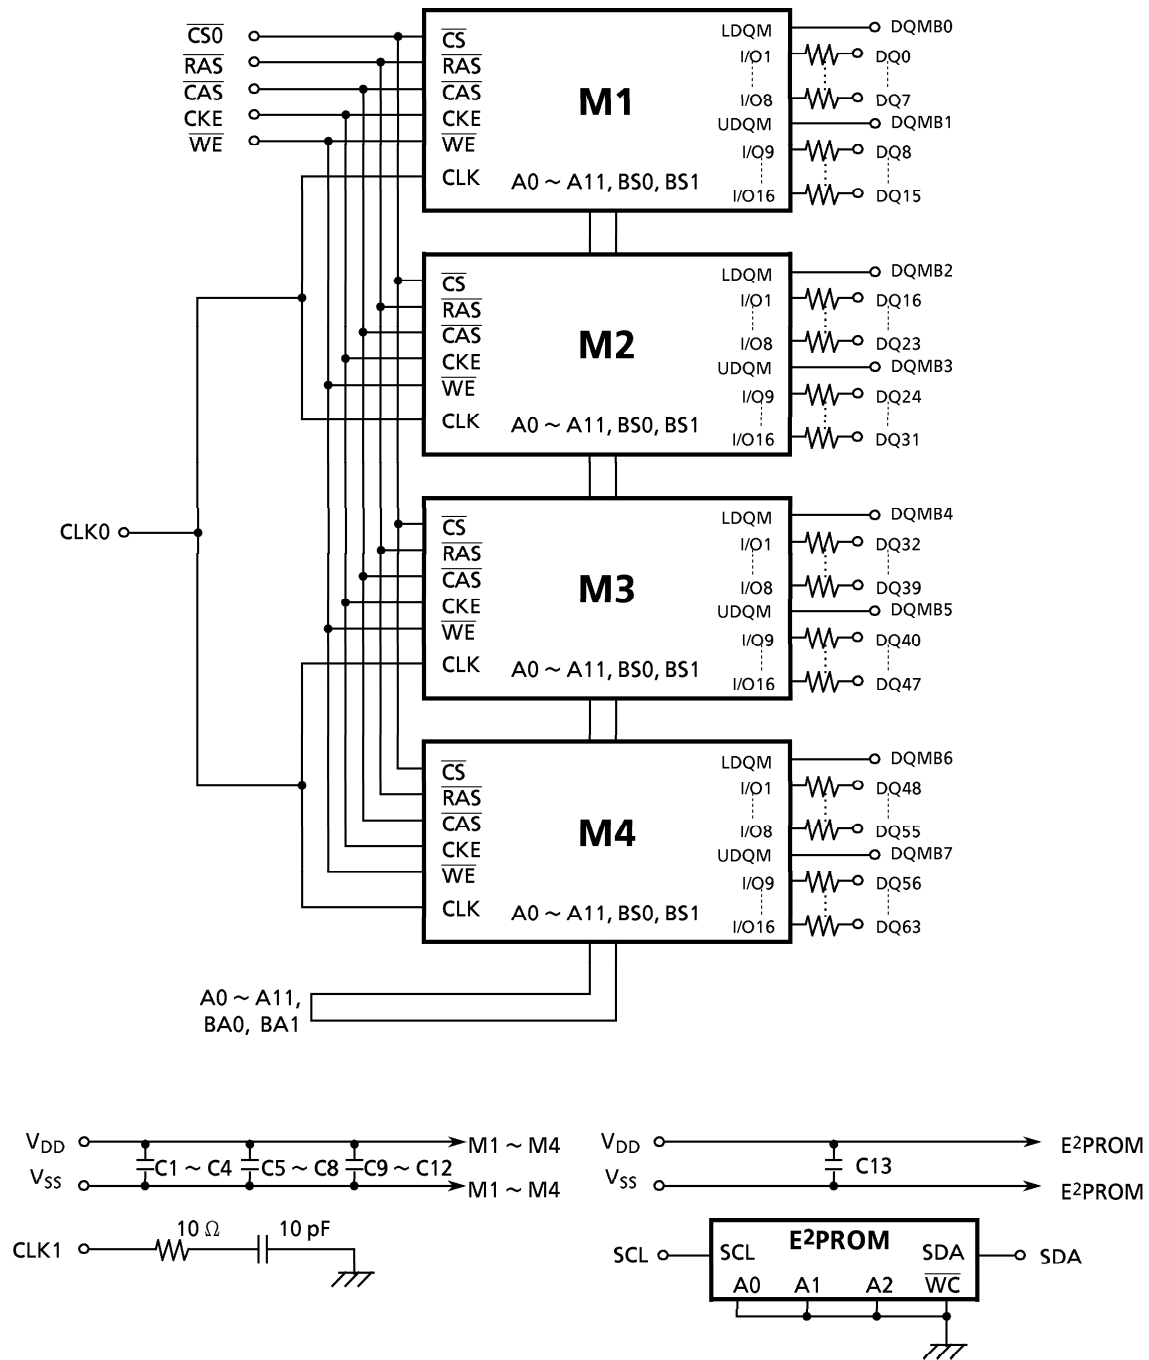 CS0
RAS
CAS
CKE
WE
CS
RAS
CAS
CKE
WE
CLK
M1
A0 ~ A11, BS0, BS1
LDQM
I/O1
I/O8
UDQM
I/O9
I/O16
DQMB0
DQ0
DQ7
DQMB1
DQ8
DQ15
CS
RAS
CAS
CKE
WE
CLK
M2
A0 ~ A11, BS0, BS1
LDQM
I/O1
I/O8
UDQM
I/O9
I/O16
DQMB2
DQ16
DQ23
DQMB3
DQ24
DQ31
CLK0
CS
RAS
CAS
CKE
WE
CLK
M3
A0 ~ A11, BS0, BS1
LDQM
I/O1
I/O8
UDQM
I/O9
I/O16
DQMB4
DQ32
DQ39
DQMB5
DQ40
DQ47
CS
RAS
CAS
CKE
WE
CLK
M4
A0 ~ A11, BS0, BS1
LDQM
I/O1
I/O8
UDQM
I/O9
I/O16
DQMB6
DQ48
DQ55
DQMB7
DQ56
DQ63
A0 ~ A11,
BA0, BA1
VDD
VSS
C1 ~ C4
C5 ~ C8
C9 ~ C12
M1 ~ M4
M1 ~ M4
CLK1
10 Ω
10 pF
VDD
VSS
C13
E²PROM
E²PROM
SCL
E²PROM
SCL
SDA
A0
A1
A2
WC
SDA